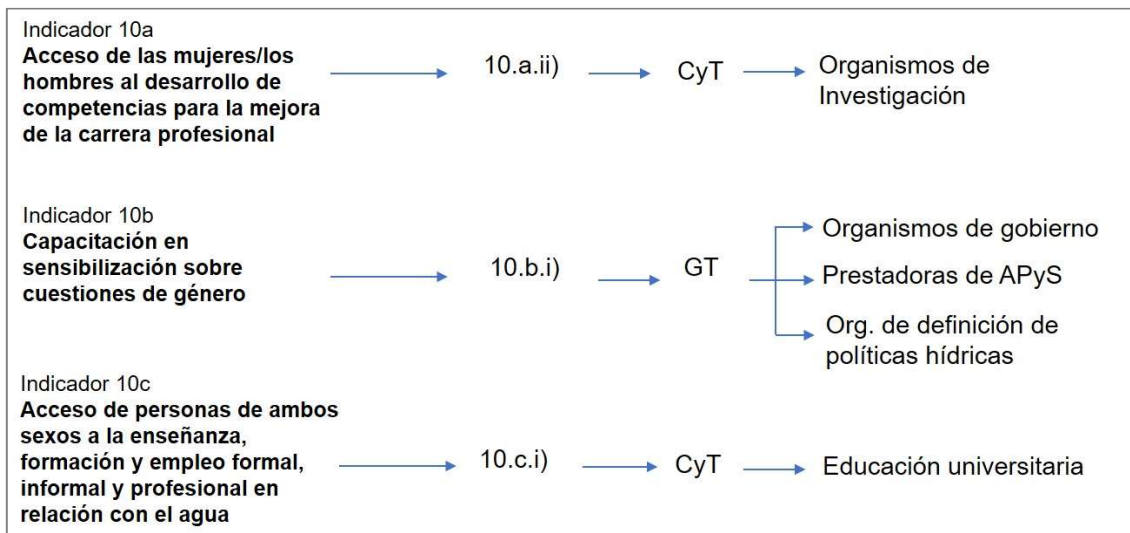 Indicador 10a
Acceso de las mujeres/los
hombres al desarrollo de
competencias para la mejora
de la carrera profesional
10.a.ii)
CyT
Organismos de
Investigación
Indicador 10b
Capacitación en
sensibilización sobre
cuestiones de género
10.b.i)
GT
Organismos de gobierno
Prestadoras de APyS
Org. de definición de
políticas hídricas
Indicador 10c
Acceso de personas de ambos
sexos a la enseñanza,
formación y empleo formal,
informal y profesional en
relación con el agua
10.c.i)
CyT
Educación universitaria